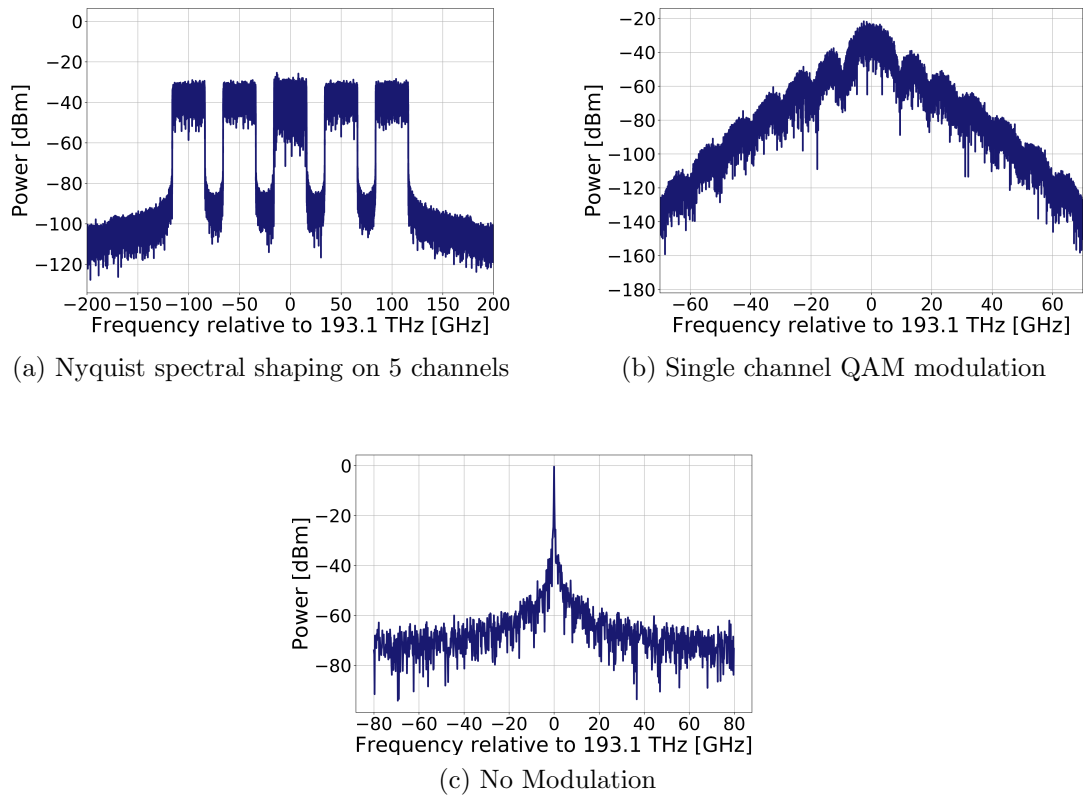 0
−20
−40
−60
−80
−100
−120
Power [dBm]
−200 −150 −100 −50 0 50 100 150 200
Frequency relative to 193.1 THz [GHz]
(a) Nyquist spectral shaping on 5 channels
−20
−40
−60
−80
−100
−120
−140
−160
−180
Power [dBm]
−60 −40 −20 0 20 40 60
Frequency relative to 193.1 THz [GHz]
(b) Single channel QAM modulation
0
−20
−40
−60
−80
Power [dBm]
−80 −60 −40 −20 0 20 40 60 80
Frequency relative to 193.1 THz [GHz]
(c) No Modulation